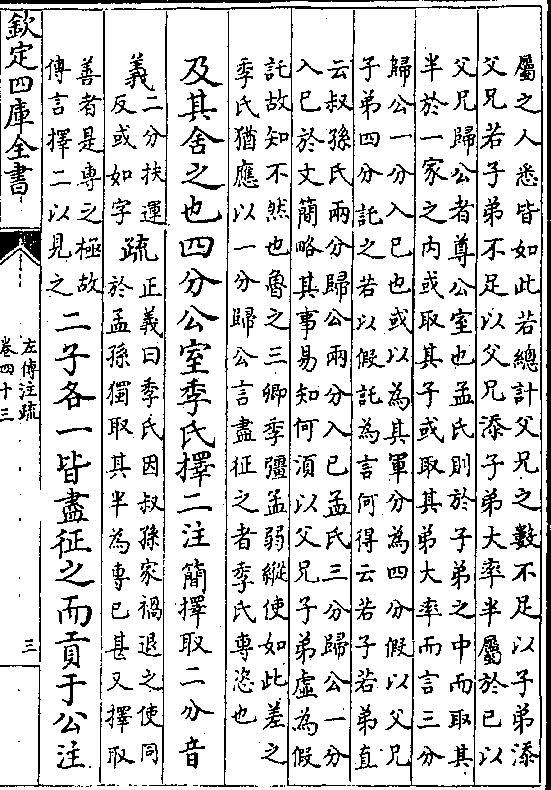 屬之人悉皆如此若總計父兄之數不足以子弟添
父兄若子弟不足以父兄添子弟大率半屬於已以
父兄歸公者尊公室也孟氏則於子弟之中而取其
半於一家之内或取其子或取其弟大率而言三分
歸公一分入已也或以為其軍分為四分假以父兄
子弟四分託之若以假託為言何得云若子若弟直
云叔孫氏兩分歸公兩分入已孟氏三分歸公一分
入已於文簡略其事易知何湏以父兄子弟虛為假
託故知不然也魯之三卿季彊孟弱縱使如此差之
季氏猶應以一分歸公言盡征之者季氏專恣也
及其舍之也四分公室季氏擇二注簡擇取二分音
義二分扶運反或如字疏正義曰季氏因叔孫家禍退之使同於孟孫獨取其半為專已甚又擇取
善者是專之極故傳言擇二以見之二子各一皆盡征之而貢于公注
欽定四庫全書
左傳注疏
卷四十三
三